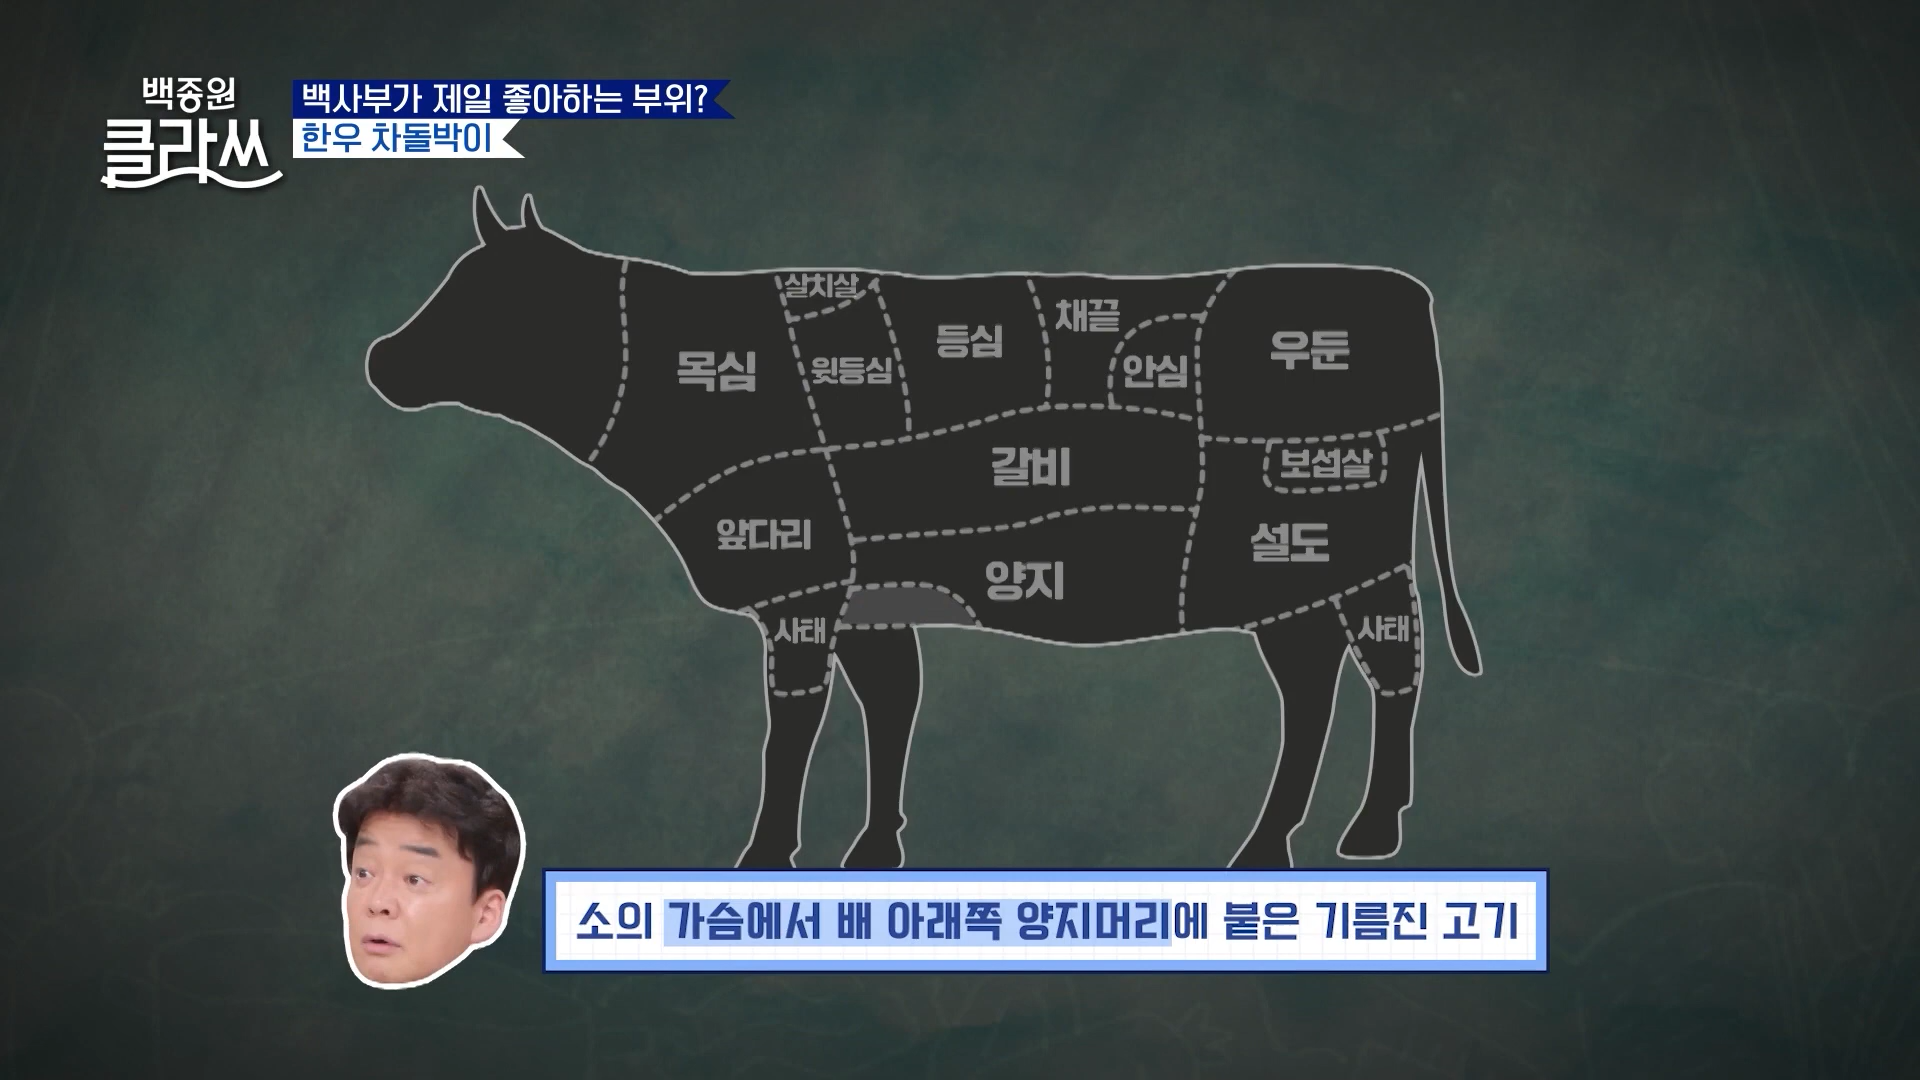 백종원
클라쓰
백사부가 제일 좋아하는 부위?
한우 차돌박이
살치살
목심
윗등심
등심
채끝
안심
우둔
갈비
보섭살
앞다리
양지
설도
사태
사태
소의 가슴에서 배 아래쪽 양지머리에 붙은 기름진 고기